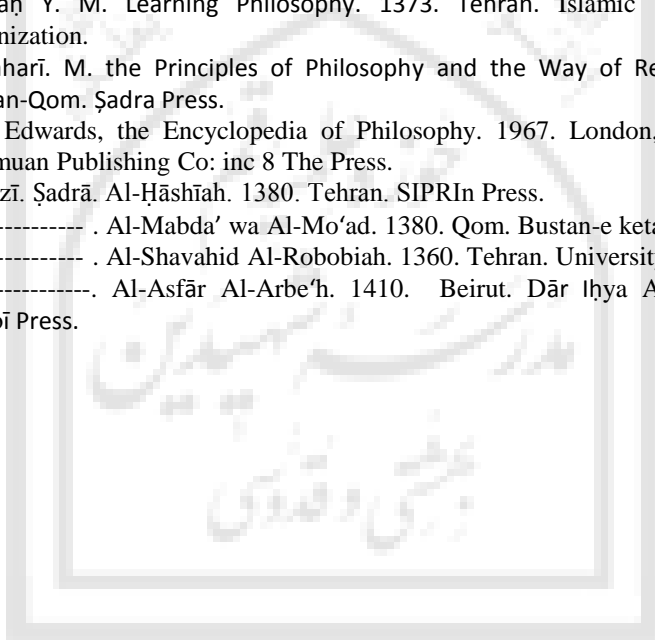 aḥ Y. M. Learning Philosophy. 1373. Tehran. Islamic
nization.
harī. M. the Principles of Philosophy and the Way of Re
an-Qom. Ṣadra Press.
Edwards, the Encyclopedia of Philosophy. 1967. London,
muan Publishing Co: inc 8 The Press.
zī. Ṣadrā. Al-Ḥāshīah. 1380. Tehran. SIPRIn Press.
---------- . Al-Mabda’ wa Al-Mo‘ad. 1380. Qom. Bustan-e keta
---------- . Al-Shavahid Al-Robobiah. 1360. Tehran. University
-----------. Al-Asfār Al-Arbe‘h. 1410. Beirut. Dār Iḥya A
ī Press.